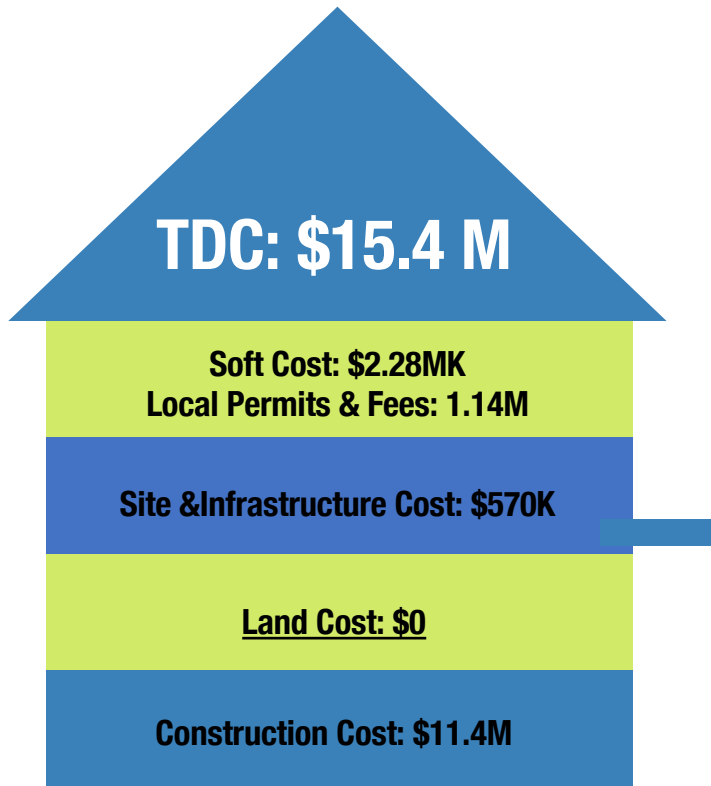 TDC: $15.4 M
Soft Cost: $2.28MK
Local Permits & Fees: 1.14M
Site &Infrastructure Cost: $570K
Land Cost: $0
Construction Cost: $11.4M